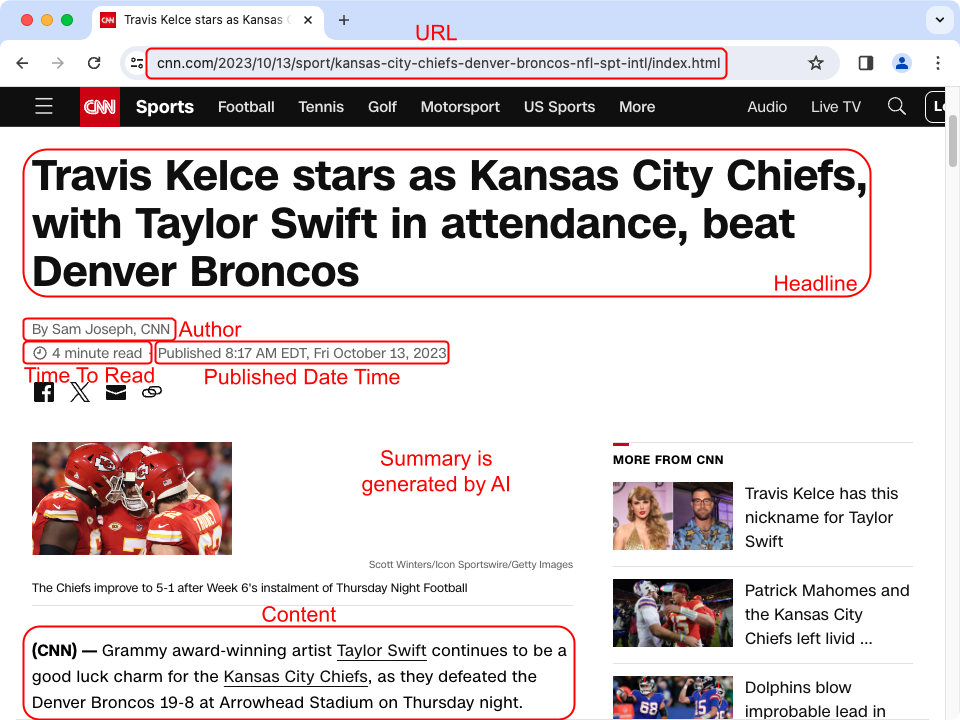 CNN Travis Kelce stars as Kansas C
URL
cnn.com/2023/10/13/sport/kansas-city-chiefs-denver-broncos-nfl-spt-intl/index.html
CNN Sports Football Tennis Golf Motorsport US Sports More Audio Live TV
Travis Kelce stars as Kansas City Chiefs,
with Taylor Swift in attendance, beat
Denver Broncos
Headline
By Sam Joseph, CNN Author
4 minute read · Published 8:17 AM EDT, Fri October 13, 2023
Time To Read Published Date Time
Summary is
generated by AI
Scott Winters/Icon Sportswire/Getty Images
The Chiefs improve to 5-1 after Week 6's instalment of Thursday Night Football
Content
(CNN) — Grammy award-winning artist Taylor Swift continues to be a
good luck charm for the Kansas City Chiefs, as they defeated the
Denver Broncos 19-8 at Arrowhead Stadium on Thursday night.
MORE FROM CNN
Travis Kelce has this
nickname for Taylor
Swift
Patrick Mahomes and
the Kansas City
Chiefs left livid ...
Dolphins blow
improbable lead in